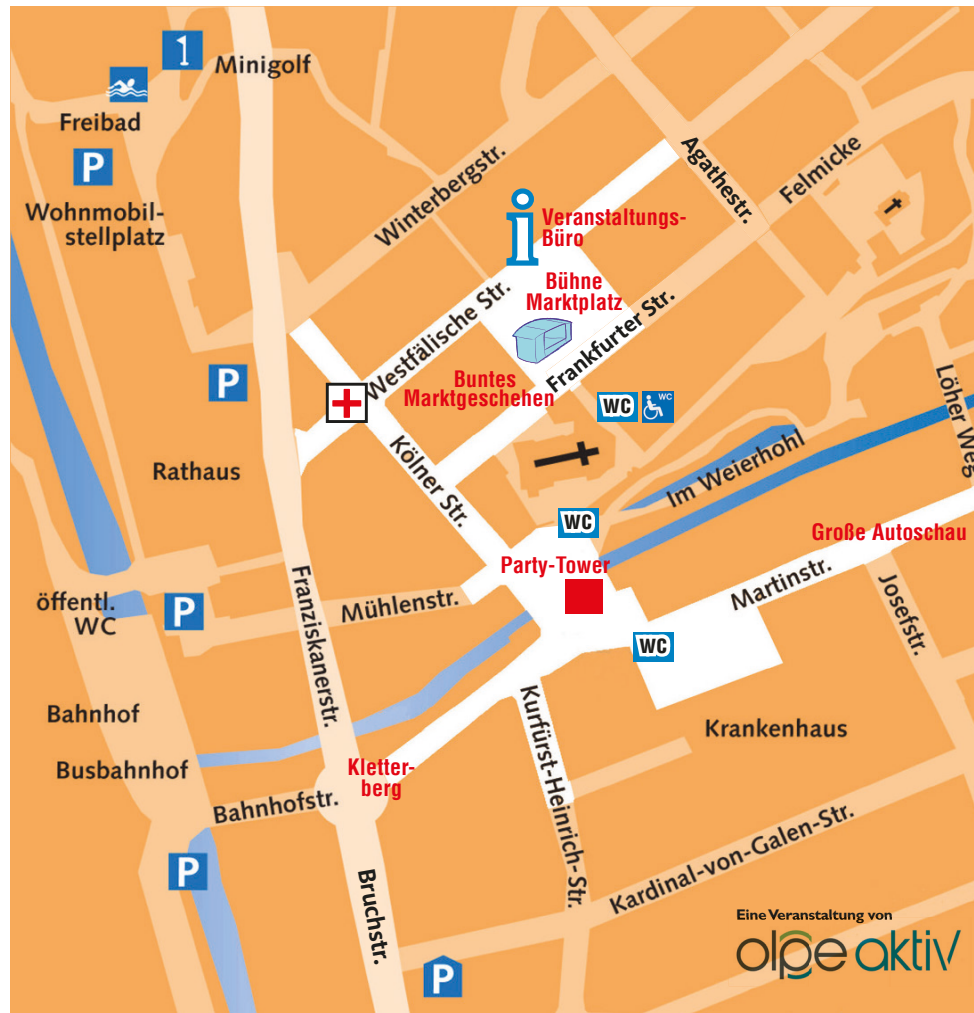 Minigolf
Freibad
P
Wohnmobil-
stellplatz
Winterbergstr.
Agathestr.
Felmicke
i
Veranstaltungs-
Büro
Bühne
Marktplatz
Westfälische Str.
Frankfurter Str.
P
Buntes
Marktgeschehen
WC
WC
Löher Weg
Rathaus
Kölner Str.
Im Weierhohl
WC
Große Autoschau
Party-Tower
Martinstr.
öffentl.
WC
P
Mühlenstr.
Franziskanerstr.
Josefstr.
WC
Bahnhof
Busbahnhof
Krankenhaus
Kletter-
berg
Kurfürst-Heinrich-Str.
Bahnhofstr.
P
Bruchstr.
Kardinal-von-Galen-Str.
P
Eine Veranstaltung von
olpe aktiv